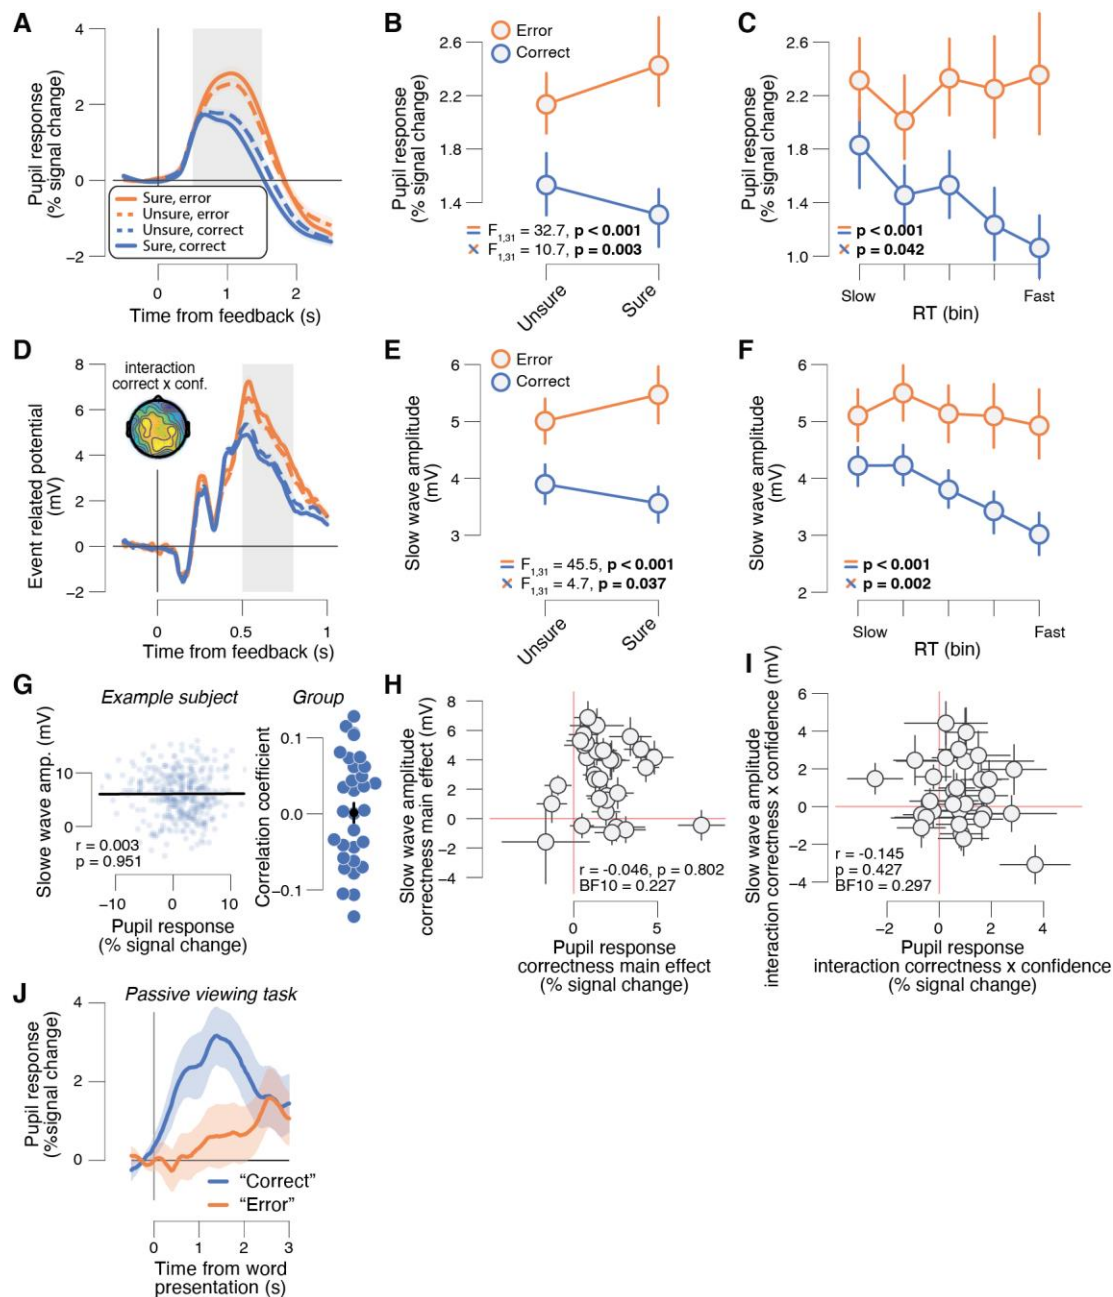 A
Pupil response
(% signal change)
4
2
0
−2
Sure, error
Unsure, error
Unsure, correct
Sure, correct
0
1
2
Time from feedback (s)
B
Pupil response
(% signal change)
2.6
2.2
1.8
1.4
Error
Correct
F1,31 = 32.7, p < 0.001
F1,31 = 10.7, p = 0.003
Unsure
Sure
C
Pupil response
(% signal change)
2.6
2.2
1.8
1.4
1.0
p < 0.001
p = 0.042
Slow
Fast
RT (bin)
D
Event related potential
(mV)
8
6
4
2
0
−2
interaction
correct x conf.
0
0.5
1
Time from feedback (s)
E
Slow wave amplitude
(mV)
6
5
4
3
Error
Correct
F1,31 = 45.5, p < 0.001
F1,31 = 4.7, p = 0.037
Unsure
Sure
F
Slow wave amplitude
(mV)
6
5
4
3
2
p < 0.001
p = 0.002
Slow
Fast
RT (bin)
G
Example subject
Slowe wave amp. (mV)
10
0
r = 0.003
p = 0.951
−10
0
10
Pupil response
(% signal change)
Group
Correlation coefficient
0.1
0.0
−0.1
H
Slow wave amplitude
correctness main effect (mV)
8
6
4
2
0
−2
−4
r = -0.046, p = 0.802
BF10 = 0.227
0
5
Pupil response
correctness main effect
(% signal change)
I
Slow wave amplitude
interaction correctness x confidence (mV)
6
4
2
0
−2
−4
r = -0.145
p = 0.427
BF10 = 0.297
−2
0
2
4
Pupil response
interaction correctness x confidence
(% signal change)
J
Passive viewing task
Pupil response
(%signal change)
4
2
0
“Correct”
“Error”
0
1
2
3
Time from word
presentation (s)